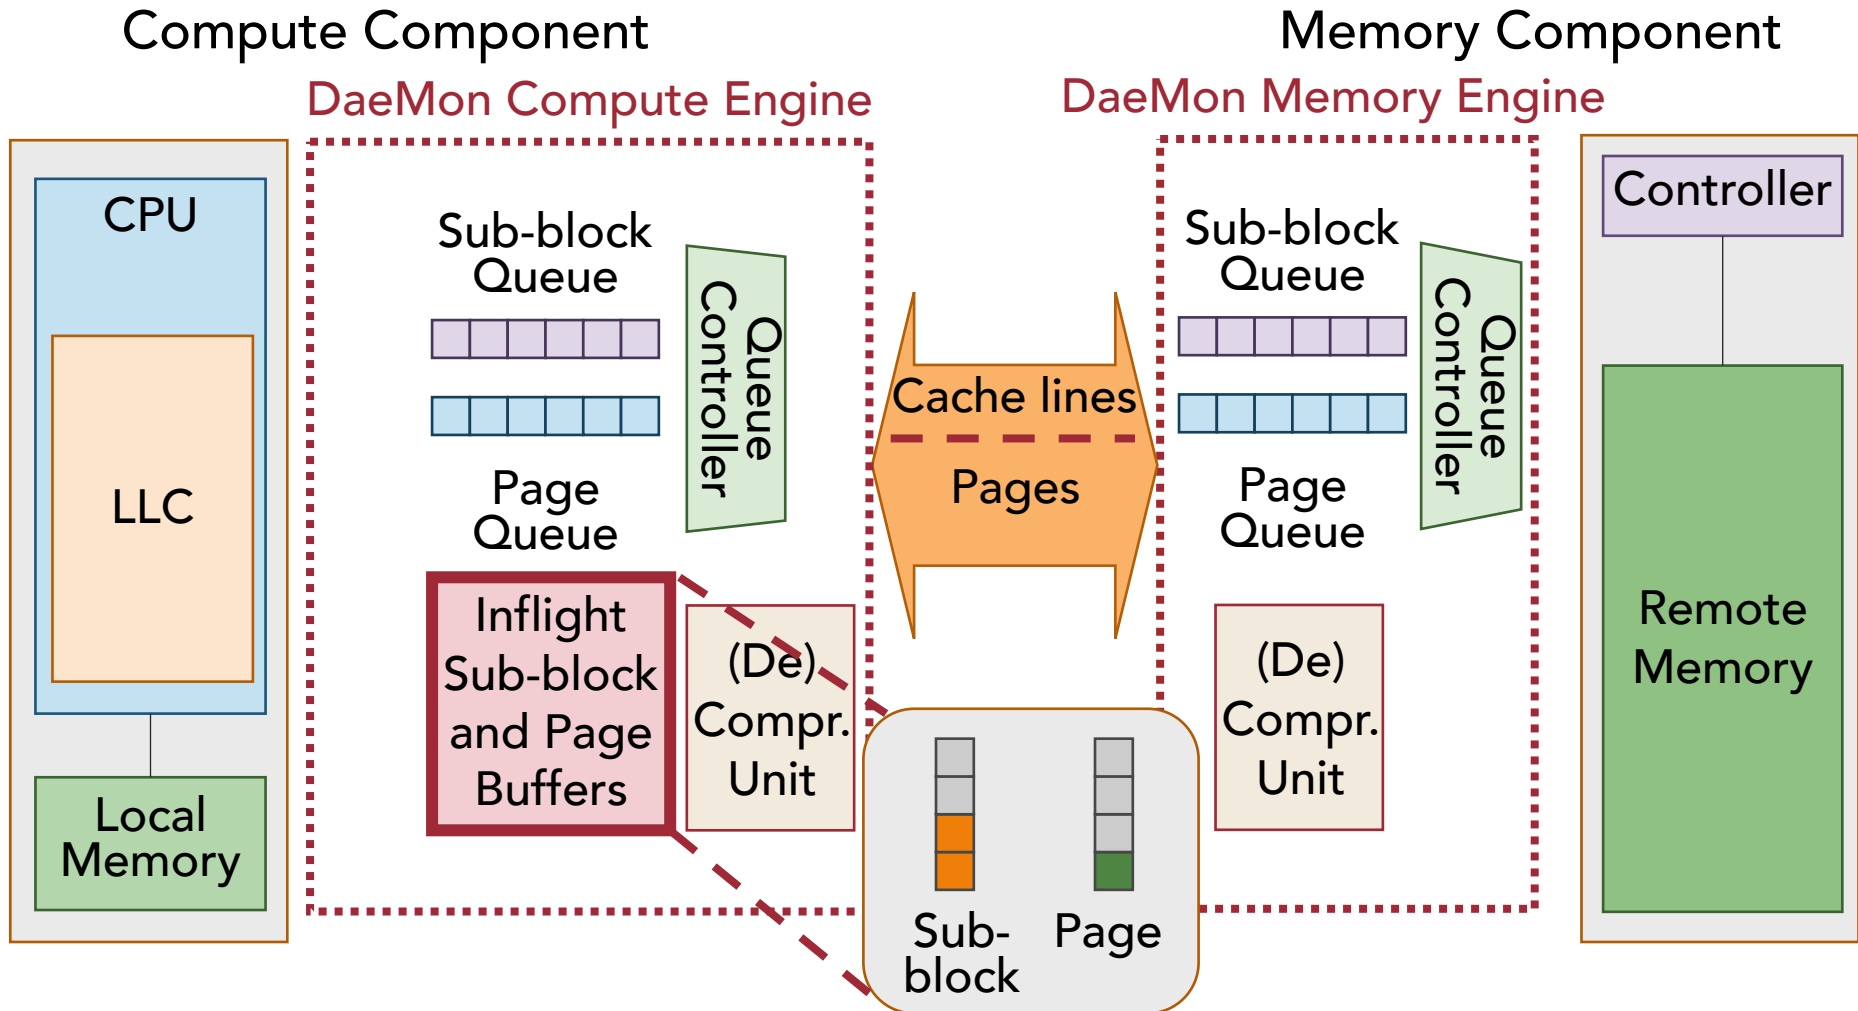 Compute Component
Memory Component
DaeMon Compute Engine
DaeMon Memory Engine
CPU
LLC
Local
Memory
Sub-block
Queue
Queue
Controller
Page
Queue
Inflight
Sub-block
and Page
Buffers
(De)
Compr.
Unit
Cache lines
Pages
Sub-
block
Page
Sub-block
Queue
Queue
Controller
Page
Queue
(De)
Compr.
Unit
Controller
Remote
Memory